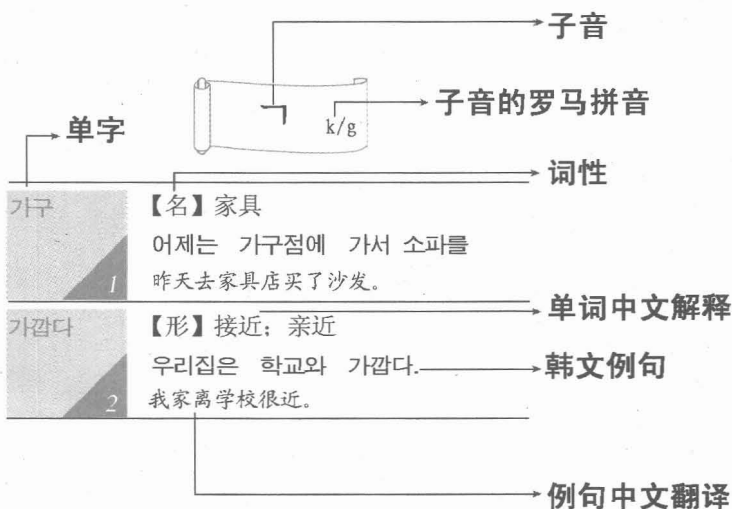 子音
ㄱ
k/g
子音的罗马拼音
单字
词性
가구
【名】家具
어제는 가구점에 가서 소파를
昨天去家具店买了沙发。
1
单词中文解释
가깝다
【形】接近；亲近
우리집은 학교와 가깝다.
韩文例句
我家离学校很近。
2
例句中文翻译